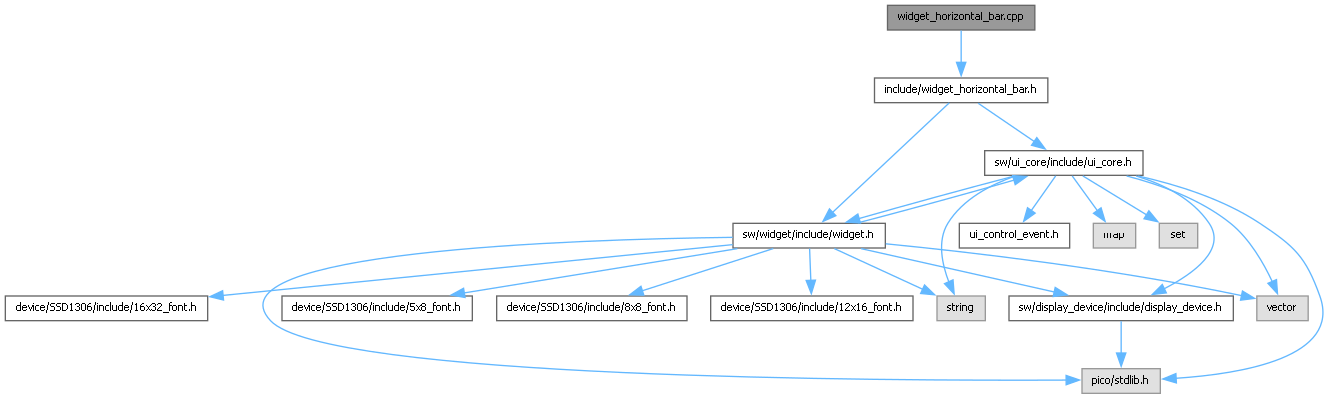 widget_horizontal_bar.cpp
include/widget_horizontal_bar.h
sw/ui_core/include/ui_core.h
sw/widget/include/widget.h
ui_control_event.h
map
set
device/SSD1306/include/16x32_font.h
device/SSD1306/include/5x8_font.h
device/SSD1306/include/8x8_font.h
device/SSD1306/include/12x16_font.h
string
sw/display_device/include/display_device.h
vector
pico/stdlib.h